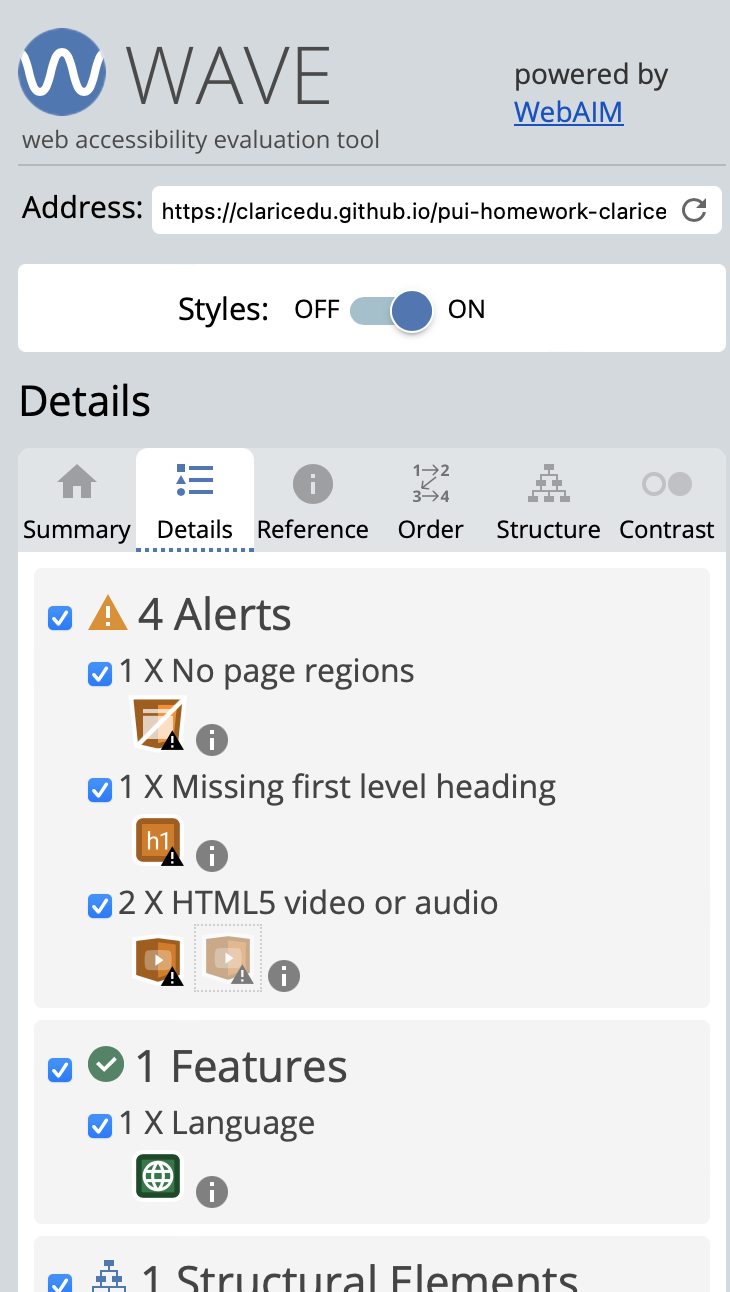 WAVE
powered by
WebAIM
web accessibility evaluation tool
Address: https://claricedu.github.io/pui-homework-clarice
Styles: OFF ON
Details
1 2
3 4
Summary Details Reference Order Structure Contrast
4 Alerts
1 X No page regions
1 X Missing first level heading
h1
2 X HTML5 video or audio
1 Features
1 X Language
1 Structural Elements